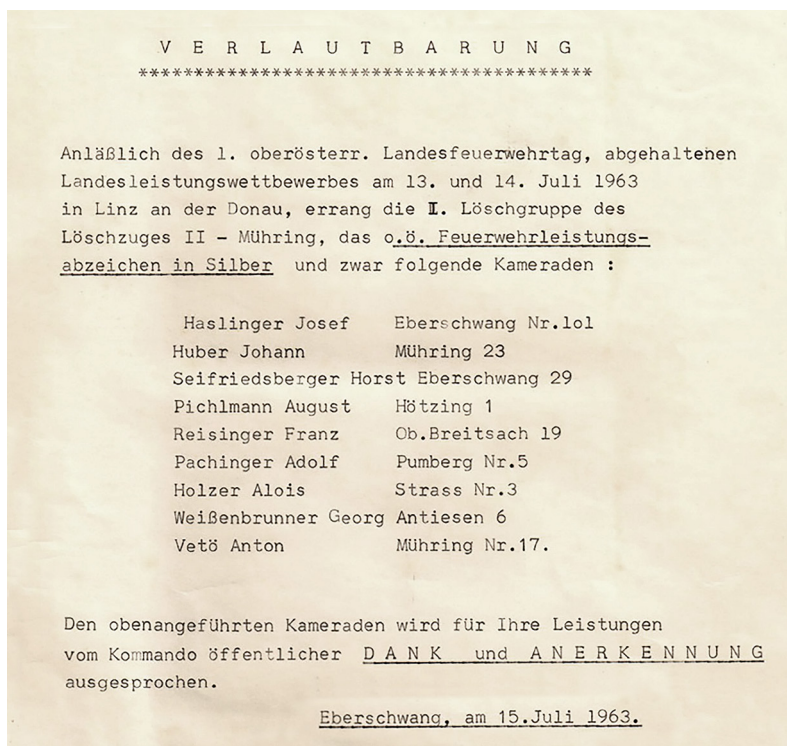 V E R L A U T B A R U N G
****************************************
Anläßlich des 1. oberösterr. Landesfeuerwehrtag, abgehaltenen
Landesleistungswettbewerbes am 13. und 14. Juli 1963
in Linz an der Donau, errang die I. Löschgruppe des
Löschzuges II - Mühring, das o.ö. Feuerwehrleistungs-
abzeichen in Silber und zwar folgende Kameraden :
Haslinger Josef Eberschwang Nr.lol
Huber Johann Mühring 23
Seifriedsberger Horst Eberschwang 29
Pichlmann August Hötzing 1
Reisinger Franz Ob.Breitsach 19
Pachinger Adolf Pumberg Nr.5
Holzer Alois Strass Nr.3
Weißenbrunner Georg Antiesen 6
Vetö Anton Mühring Nr.17.
Den obenangeführten Kameraden wird für Ihre Leistungen
vom Kommando öffentlicher D A N K und A N E R K E N N U N G
ausgesprochen.
Eberschwang, am 15.Juli 1963.